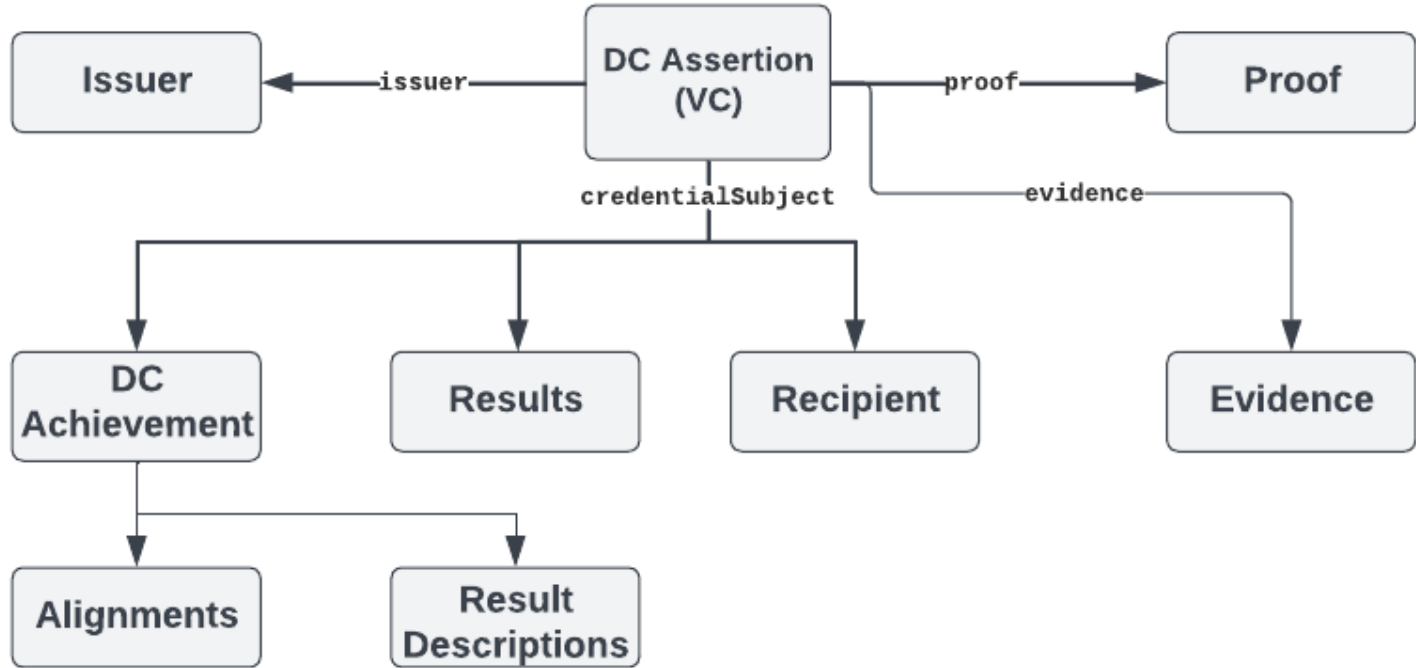 Issuer
issuer
DC Assertion
(VC)
proof
Proof
credentialSubject
evidence
DC
Achievement
Results
Recipient
Evidence
Alignments
Result
Descriptions